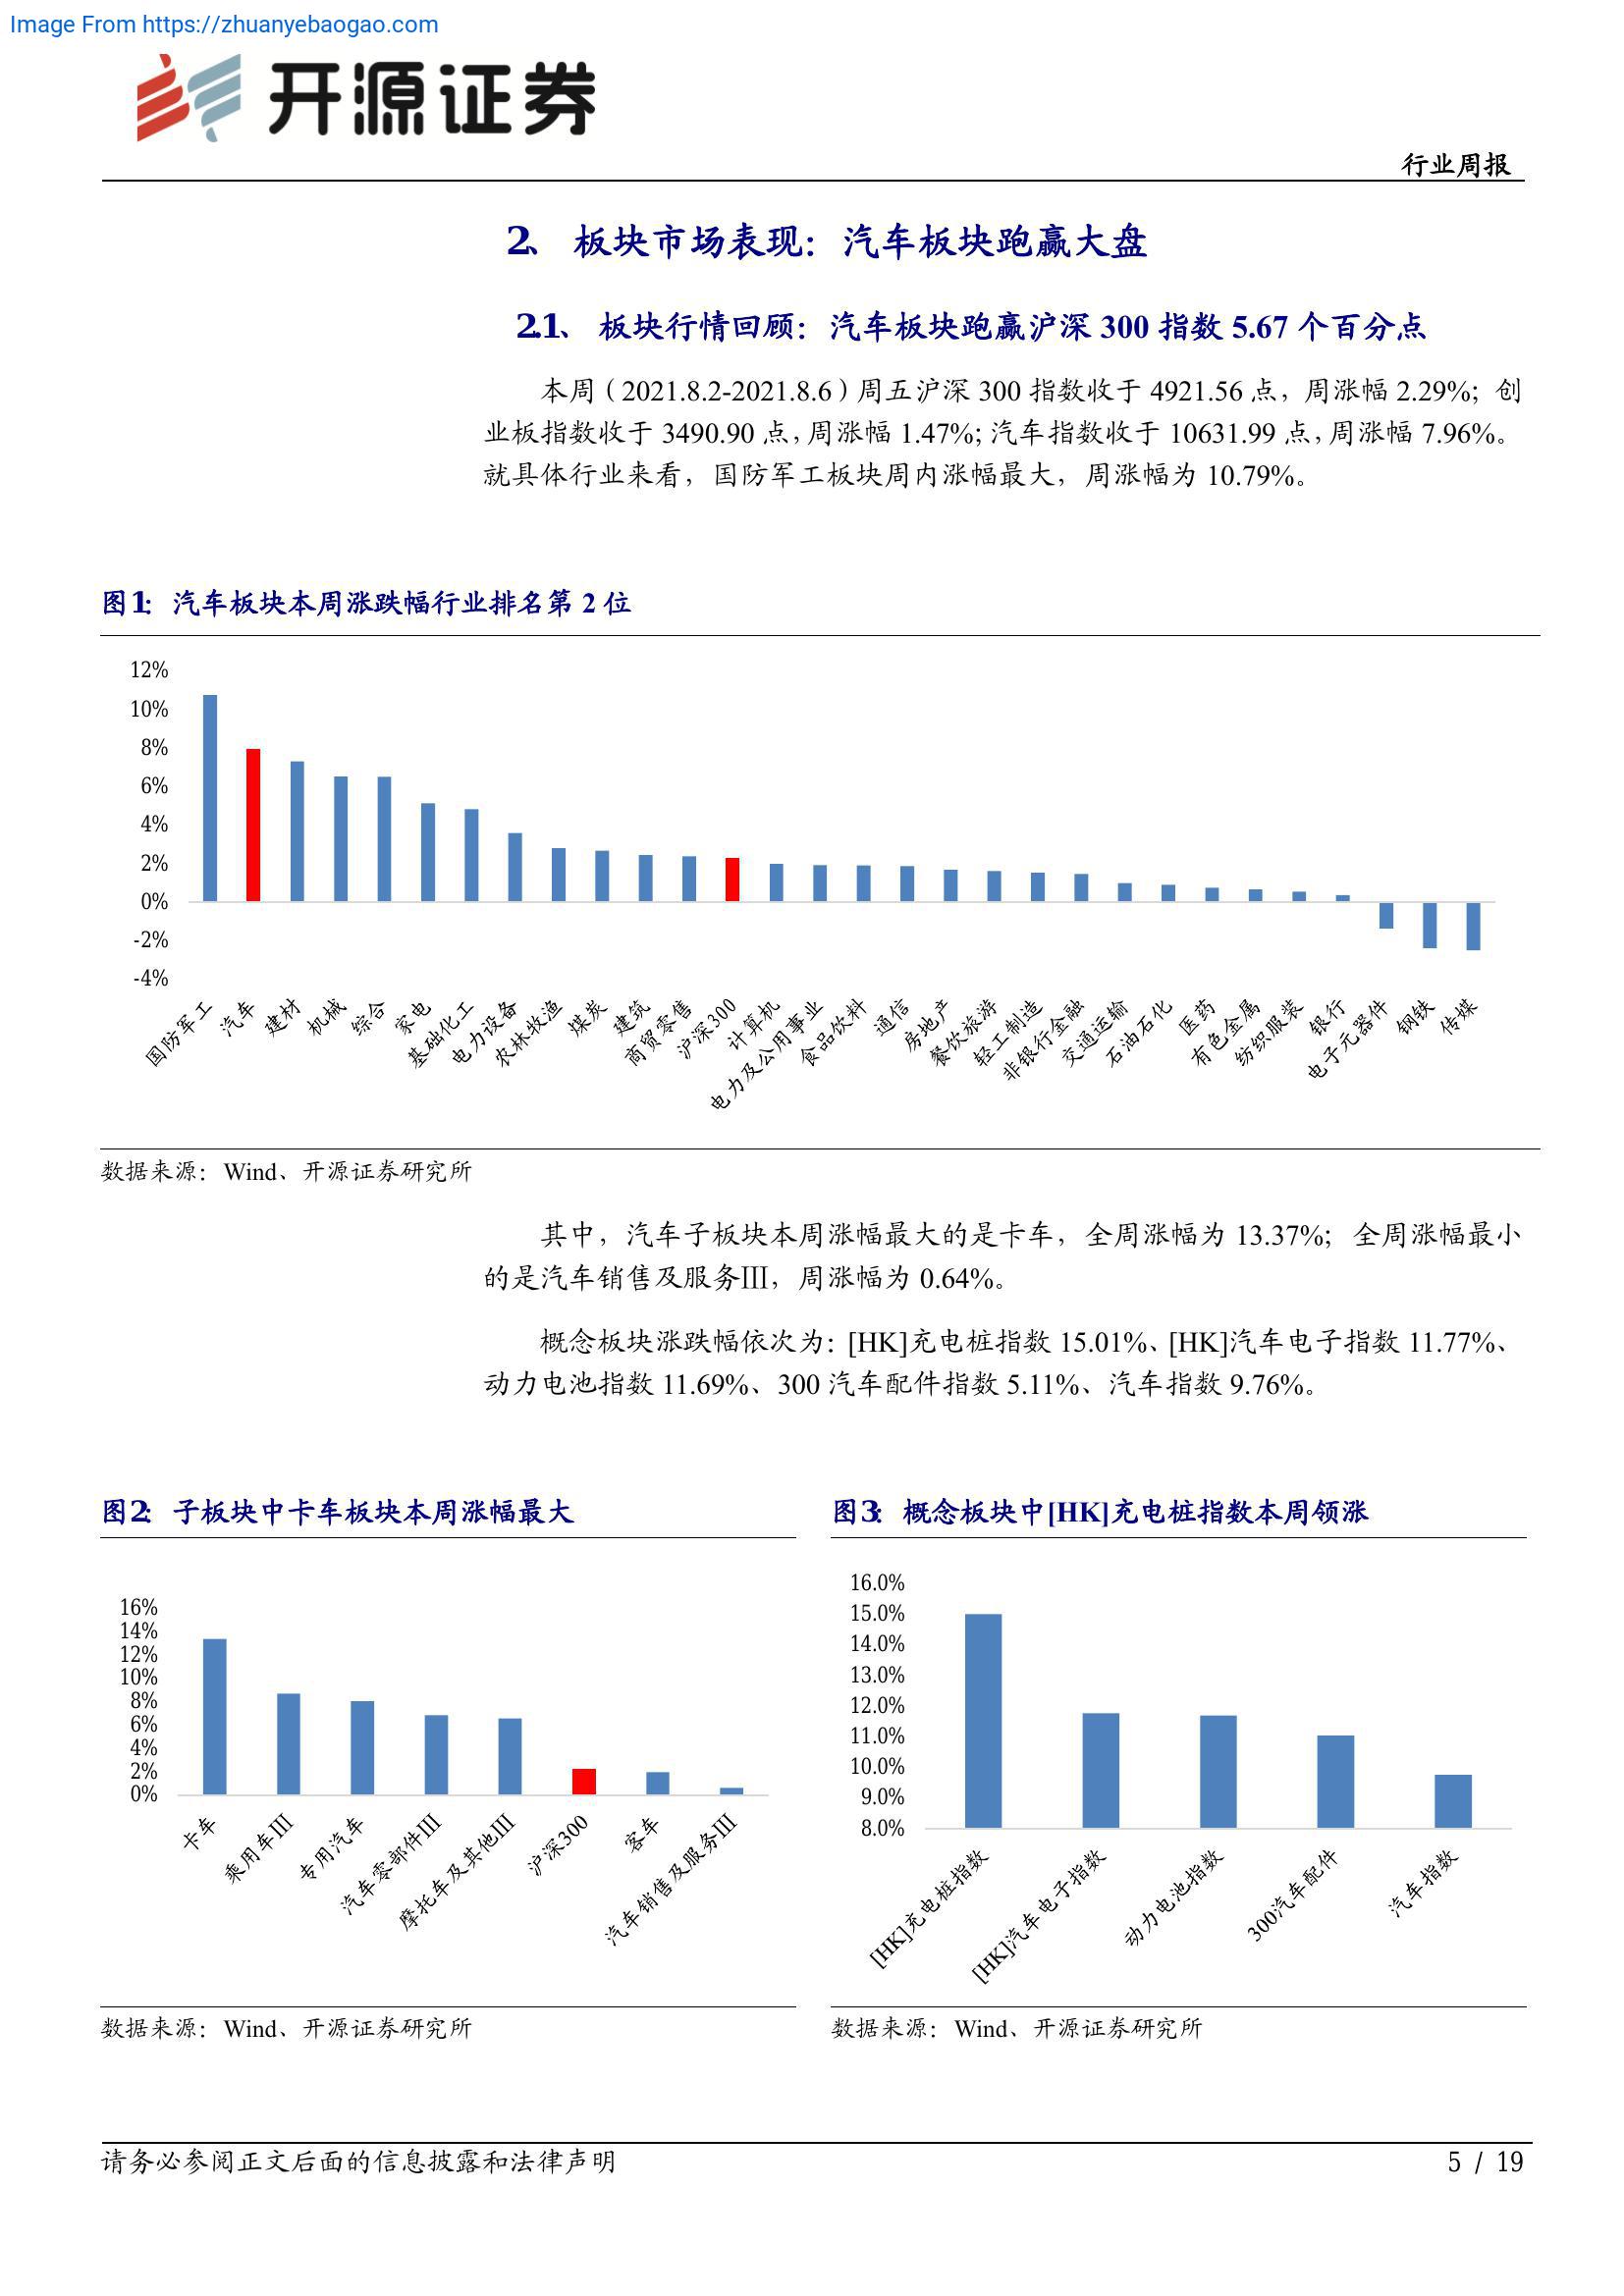 Image From https://zhuanyebaogao.com
开源证券
行业周报
2、 板块市场表现：汽车板块跑赢大盘
2.1、 板块行情回顾：汽车板块跑赢沪深 300 指数 5.67 个百分点
本周（2021.8.2-2021.8.6）周五沪深 300 指数收于 4921.56 点，周涨幅 2.29%；创
业板指数收于 3490.90 点，周涨幅 1.47%；汽车指数收于 10631.99 点，周涨幅 7.96%。
就具体行业来看，国防军工板块周内涨幅最大，周涨幅为 10.79%。
图1：汽车板块本周涨跌幅行业排名第 2 位
12%
10%
8%
6%
4%
2%
0%
-2%
-4%
国防军工
汽车
建材
机械
综合
家电
基础化工
电力设备
农林牧渔
煤炭
建筑
商贸零售
沪深300
计算机
电力及公用事业
食品饮料
通信
房地产
餐饮旅游
轻工制造
非银行金融
交通运输
石油石化
医药
有色金属
纺织服装
银行
电子元器件
钢铁
传媒
数据来源：Wind、开源证券研究所
其中，汽车子板块本周涨幅最大的是卡车，全周涨幅为 13.37%；全周涨幅最小
的是汽车销售及服务Ⅲ，周涨幅为 0.64%。
概念板块涨跌幅依次为：[HK]充电桩指数 15.01%、[HK]汽车电子指数 11.77%、
动力电池指数 11.69%、300 汽车配件指数 5.11%、汽车指数 9.76%。
图2：子板块中卡车板块本周涨幅最大
16%
14%
12%
10%
8%
6%
4%
2%
0%
卡车
乘用车Ⅲ
专用汽车
汽车零部件Ⅲ
摩托车及其他Ⅲ
沪深300
客车
汽车销售及服务Ⅲ
数据来源：Wind、开源证券研究所
图3：概念板块中[HK]充电桩指数本周领涨
16.0%
15.0%
14.0%
13.0%
12.0%
11.0%
10.0%
9.0%
8.0%
[HK]充电桩指数
[HK]汽车电子指数
动力电池指数
300汽车配件
汽车指数
数据来源：Wind、开源证券研究所
请务必参阅正文后面的信息披露和法律声明
5 / 19